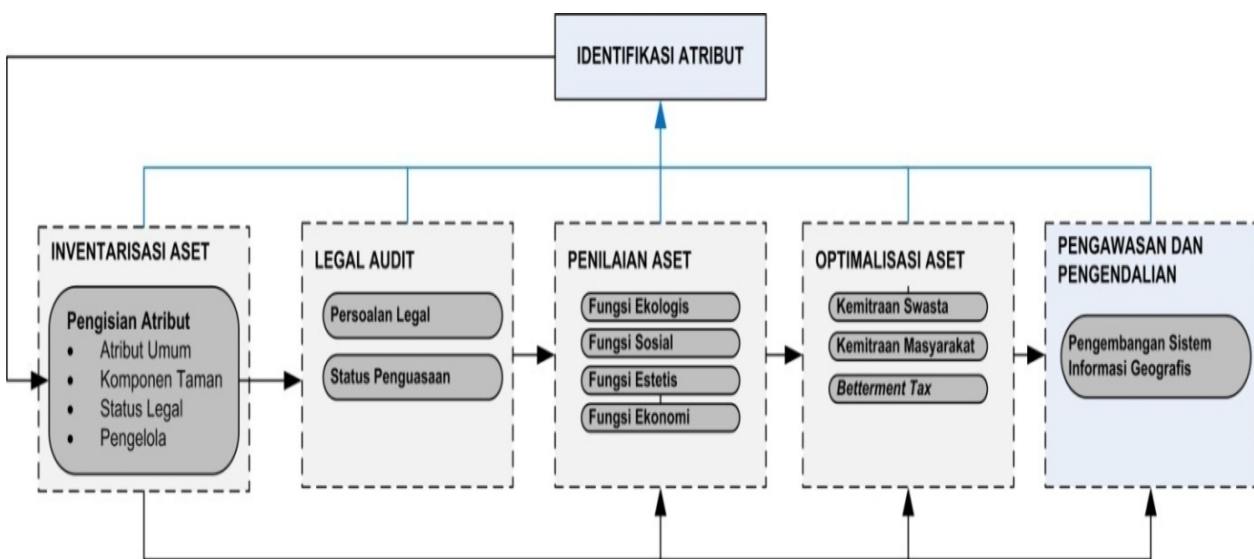 IDENTIFIKASI ATRIBUT
INVENTARISASI ASET
Pengisian Atribut
• Atribut Umum
• Komponen Taman
• Status Legal
• Pengelola
LEGAL AUDIT
Persoalan Legal
Status Penguasaan
PENILAIAN ASET
Fungsi Ekologis
Fungsi Sosial
Fungsi Estetis
Fungsi Ekonomi
OPTIMALISASI ASET
Kemitraan Swasta
Kemitraan Masyarakat
Betterment Tax
PENGAWASAN DAN
PENGENDALIAN
Pengembangan Sistem
Informasi Geografis